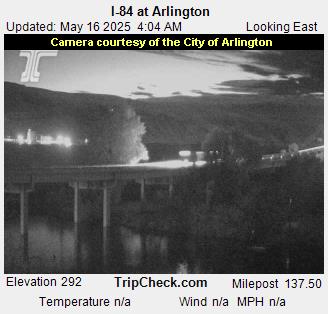 I-84 at Arlington
Updated: May 16 2025 4:04 AM Looking East
Camera courtesy of the City of Arlington
Elevation 292 TripCheck.com Milepost 137.50
Temperature n/a Wind n/a MPH n/a